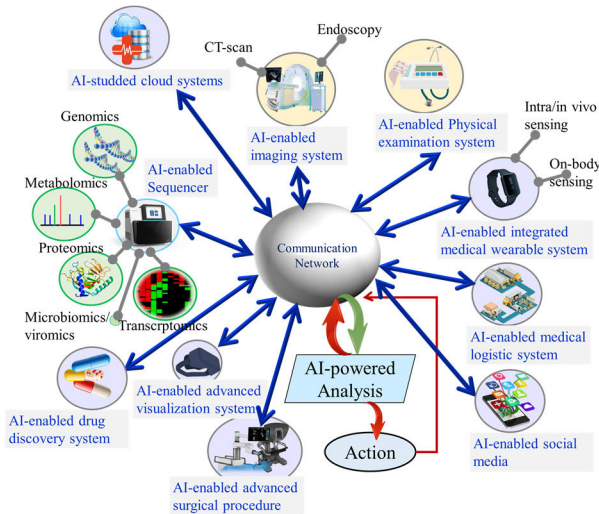 Endoscopy
CT-scan
AI-studded cloud systems
Genomics
AI-enabled
imaging system
AI-enabled Physical
examination system
Intra/in vivo
sensing
On-body
sensing
AI-enabled
Sequencer
Metabolomics
Proteomics
Microbiomics/
viromics
Transcrptomics
Communication
Network
AI-enabled integrated
medical wearable system
AI-enabled medical
logistic system
AI-powered
Analysis
AI-enabled drug
discovery system
AI-enabled advanced
visualization system
Action
AI-enabled social
media
AI-enabled advanced
surgical procedure